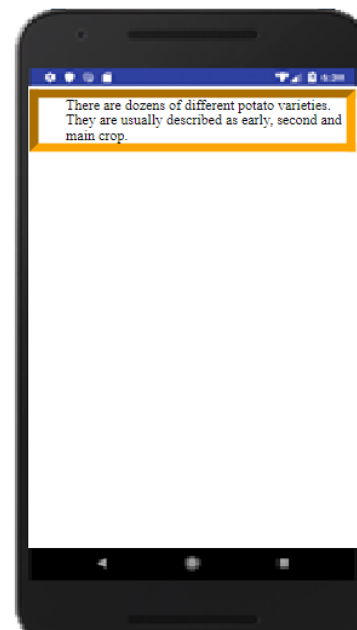 There are dozens of different potato varieties.
They are usually described as early, second and
main crop.